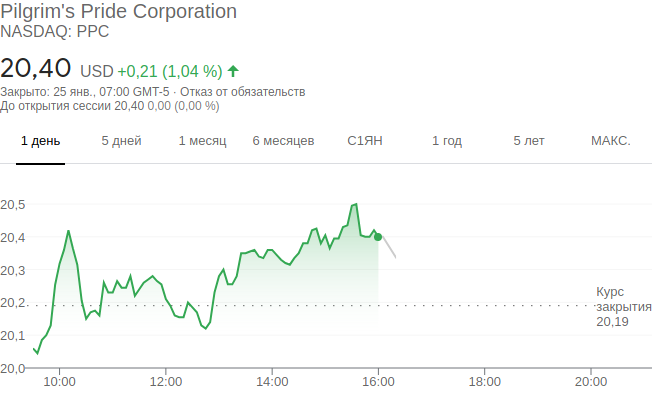 Pilgrim's Pride Corporation
NASDAQ: PPC
20,40 USD +0,21 (1,04 %)
Закрыто: 25 янв., 07:00 GMT-5 · Отказ от обязательств
До открытия сессии 20,40 0,00 (0,00 %)
1 день 5 дней 1 месяц 6 месяцев С1ЯН 1 год 5 лет МАКС.
20,5
20,4
20,3
20,2
20,1
20,0
Курс
закрытия
20,19
10:00 12:00 14:00 16:00 18:00 20:00